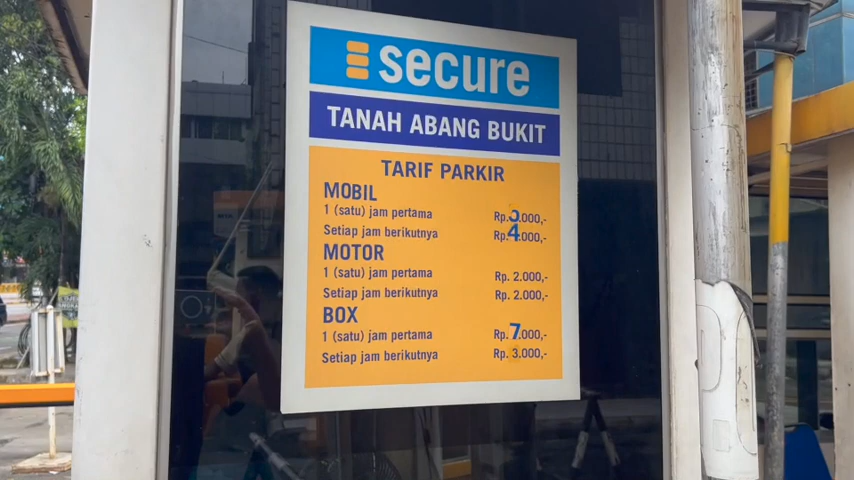 secure
TANAH ABANG BUKIT
TARIF PARKIR
MOBIL
1 (satu) jam pertama
Rp. .000,-
Setiap jam berikutnya
Rp. 4.000,-
MOTOR
1 (satu) jam pertama
Rp. 2.000,-
Setiap jam berikutnya
Rp. 2.000,-
BOX
1 (satu) jam pertama
Rp. 7.000,-
Setiap jam berikutnya
Rp. 3.000,-